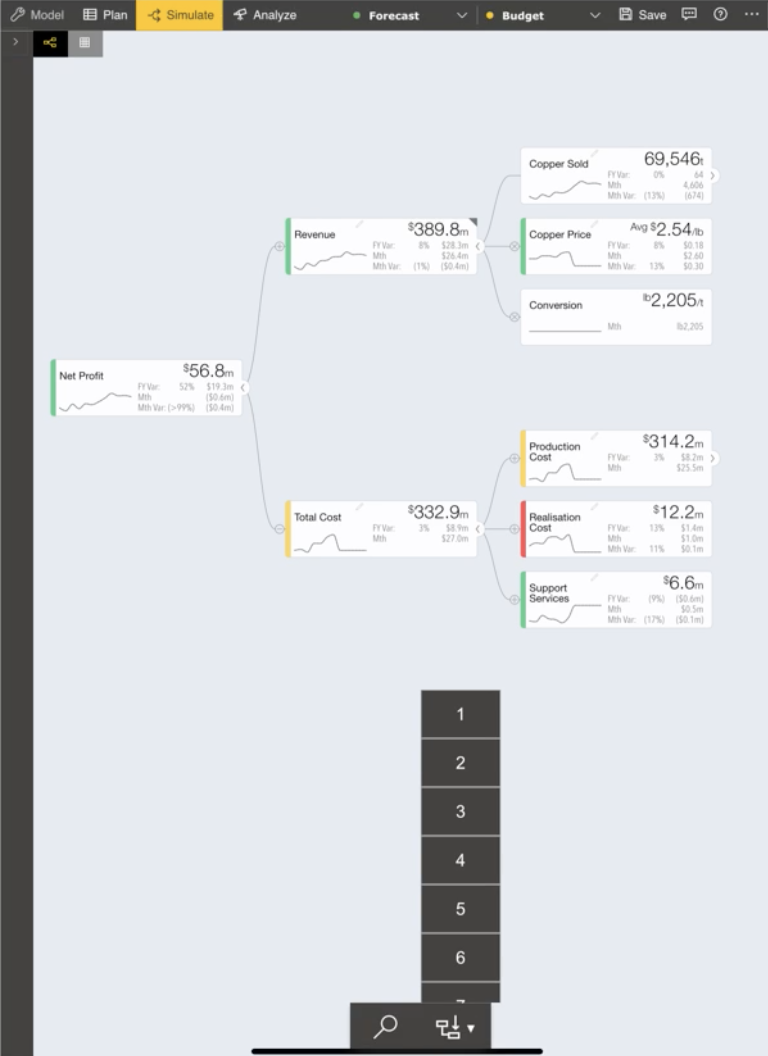 Model Plan Simulate Analyze Forecast Budget Save
Copper Sold 69,546t
FY Var: 0% 64
Mth 4,606
Mth Var: (13%) (674)
Revenue $389.8m
FY Var: 8% $28.3m
Mth $26.4m
Mth Var: (1%) ($0.4m)
Copper Price Avg $2.54/lb
FY Var: 8% $0.18
Mth $2.60
Mth Var: 13% $0.30
Conversion lb2,205/t
Mth lb2,205
Net Profit $56.8m
FY Var: 52% $19.3m
Mth ($0.6m)
Mth Var: (>99%) ($0.4m)
Production
Cost
$314.2m
FY Var: 3% $8.2m
Mth $25.5m
Total Cost $332.9m
FY Var: 3% $8.9m
Mth $27.0m
Realisation
Cost
$12.2m
FY Var: 13% $1.4m
Mth $1.0m
Mth Var: 11% $0.1m
Support
Services
$6.6m
FY Var: (9%) ($0.6m)
Mth $0.5m
Mth Var: (17%) ($0.1m)
1
2
3
4
5
6